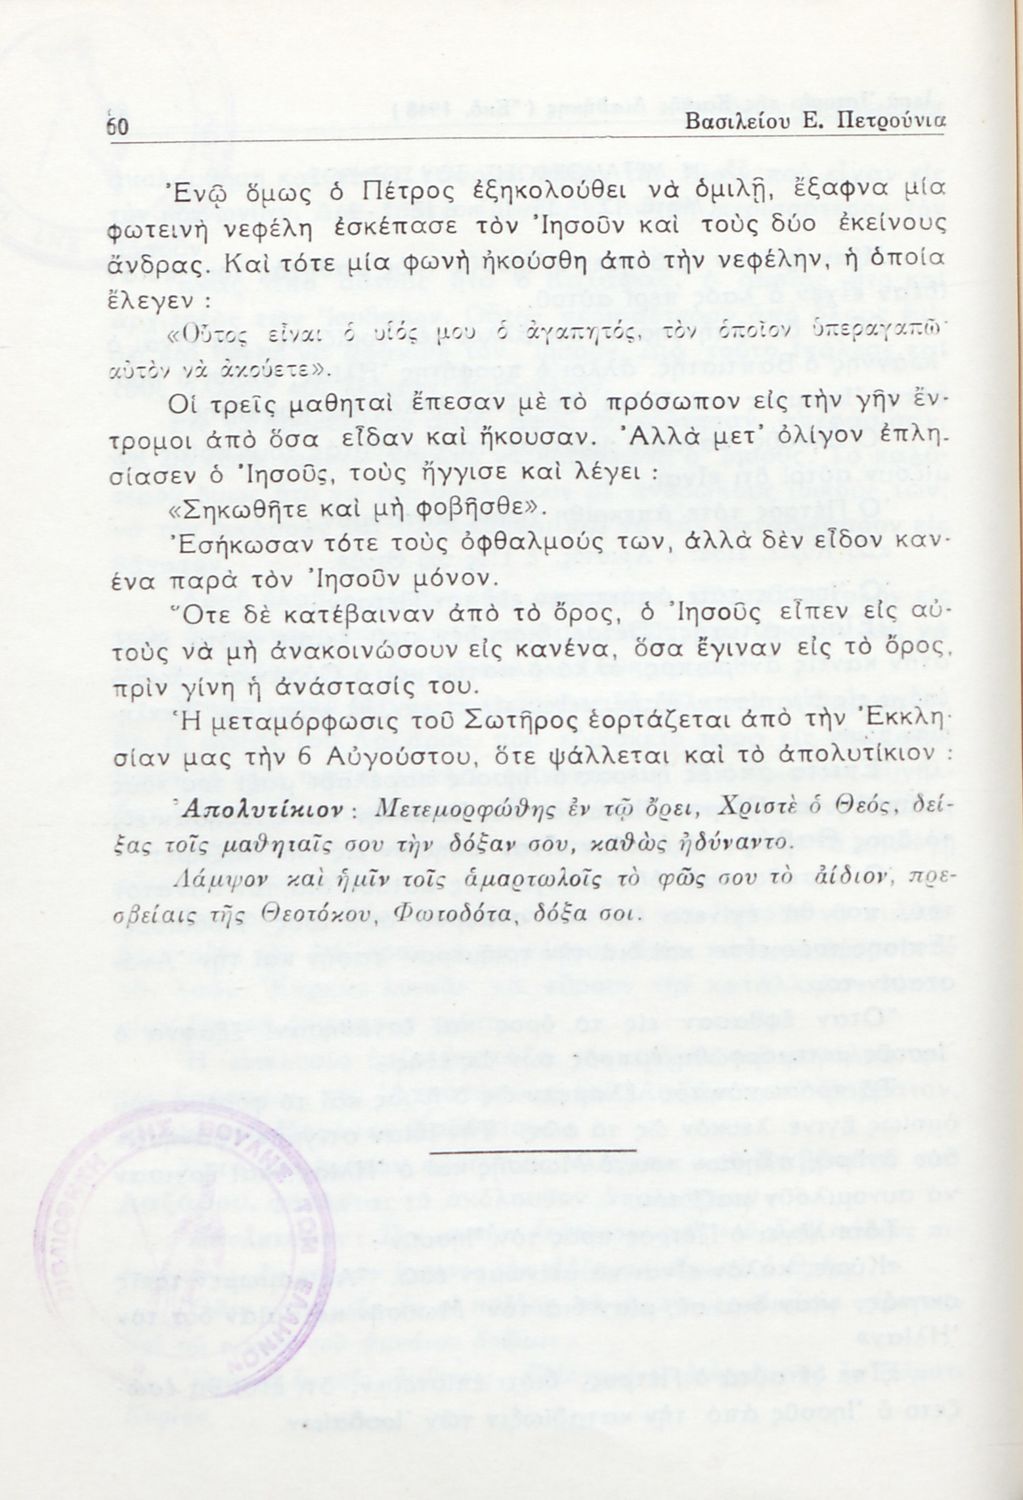 60
Βασιλείου Ε. Πετρούνια
Ἐνῷ ὅμως ὁ Πέτρος ἐξηκολούθει νὰ ὁμιλῇ, ἔξαφνα μία
φωτεινὴ νεφέλη ἐσκέπασε τὸν Ἰησοῦν καὶ τοὺς δύο ἐκείνους
ἄνδρας. Καὶ τότε μία φωνὴ ἠκούσθη ἀπὸ τὴν νεφέλην, ἡ ὁποία
ἔλεγεν :
«Οὗτος εἶναι ὁ υἱός μου ὁ ἀγαπητός, τὸν ὁποῖον ὑπεραγαπῶ·
αὐτὸν νὰ ἀκούετε».
Οἱ τρεῖς μαθηταὶ ἔπεσαν μὲ τὸ πρόσωπον εἰς τὴν γῆν ἔν-
τρομοι ἀπὸ ὅσα εἶδαν καὶ ἤκουσαν. Ἀλλὰ μετ’ ὀλίγον ἐπλη-
σίασεν ὁ Ἰησοῦς, τοὺς ἤγγισε καὶ λέγει :
«Σηκωθῆτε καὶ μὴ φοβῆσθε».
Ἐσήκωσαν τότε τοὺς ὀφθαλμούς των, ἀλλὰ δὲν εἶδον καν-
ένα παρὰ τὸν Ἰησοῦν μόνον.
Ὅτε δὲ κατέβαιναν ἀπὸ τὸ ὄρος, ὁ Ἰησοῦς εἶπεν εἰς αὐ-
τοὺς νὰ μὴ ἀνακοινώσουν εἰς κανένα, ὅσα ἔγιναν εἰς τὸ ὄρος,
πρὶν γίνη ἡ ἀνάστασίς του.
Ἡ μεταμόρφωσις τοῦ Σωτῆρος ἑορτάζεται ἀπὸ τὴν Ἐκκλη-
σίαν μας τὴν 6 Αὐγούστου, ὅτε ψάλλεται καὶ τὸ ἀπολυτίκιον :
Ἀπολυτίκιον : Μετεμορφώθης ἐν τῷ ὄρει, Χριστὲ ὁ Θεός, δεί-
ξας τοῖς μαθηταῖς σου τὴν δόξαν σου, καθὼς ἠδύναντο.
Λάμψον καὶ ἡμῖν τοῖς ἁμαρτωλοῖς τὸ φῶς σου τὸ ἀΐδιον, πρε-
σβείαις τῆς Θεοτόκου, Φωτοδότα, δόξα σοι.
ΒΙΒΛΙΟΘΗΚΗ ΤΗΣ ΒΟΥΛΗΣ ΤΩΝ ΕΛΛΗΝΩΝ